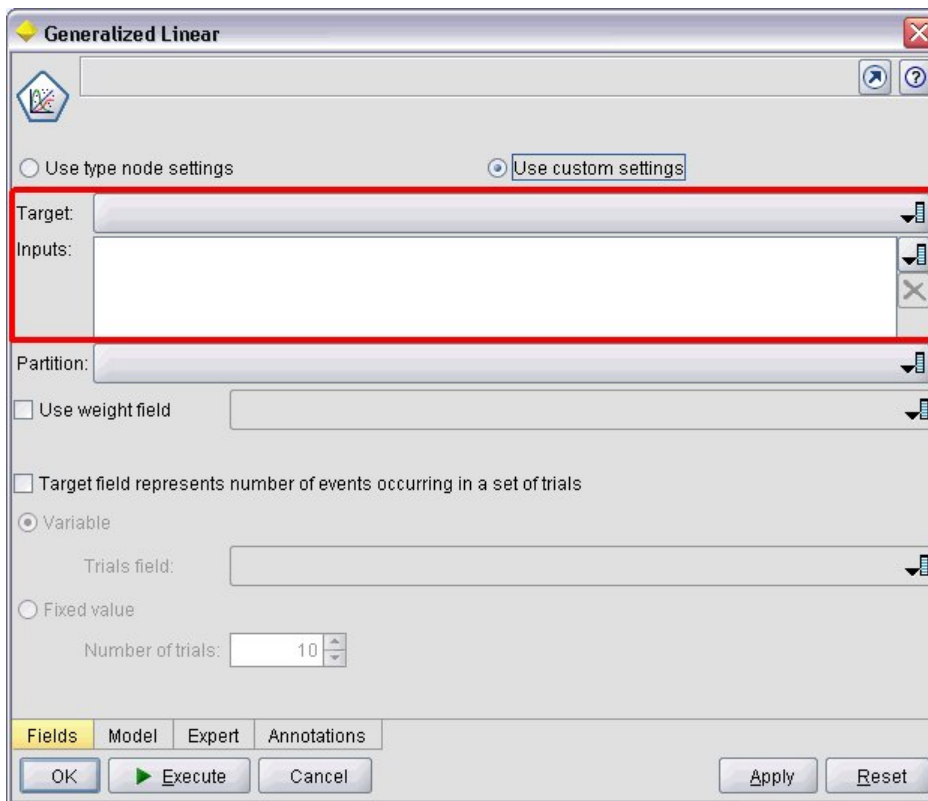 Generalized Linear
Use type node settings Use custom settings
Target:
Inputs:
Partition:
Use weight field
Target field represents number of events occurring in a set of trials
Variable
Trials field:
Fixed value
Number of trials: 10
Fields Model Expert Annotations
OK Execute Cancel Apply Reset